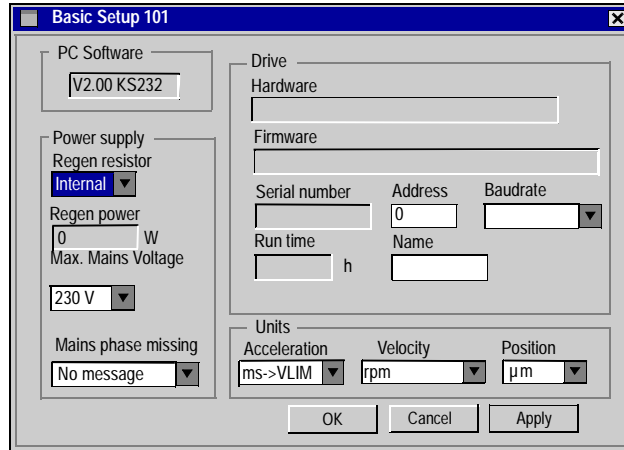 Basic Setup 101
PC Software
V2.00 KS232
Power supply
Regen resistor
Internal
Regen power
0 W
Max. Mains Voltage
230 V
Mains phase missing
No message
Drive
Hardware
Firmware
Serial number Address Baudrate
0
Run time Name
h
Units
Acceleration Velocity Position
ms->VLIM rpm µm
OK Cancel Apply